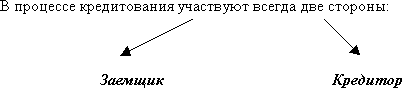 В процессе кредитования участвуют всегда две стороны:
Заемщик Кредитор